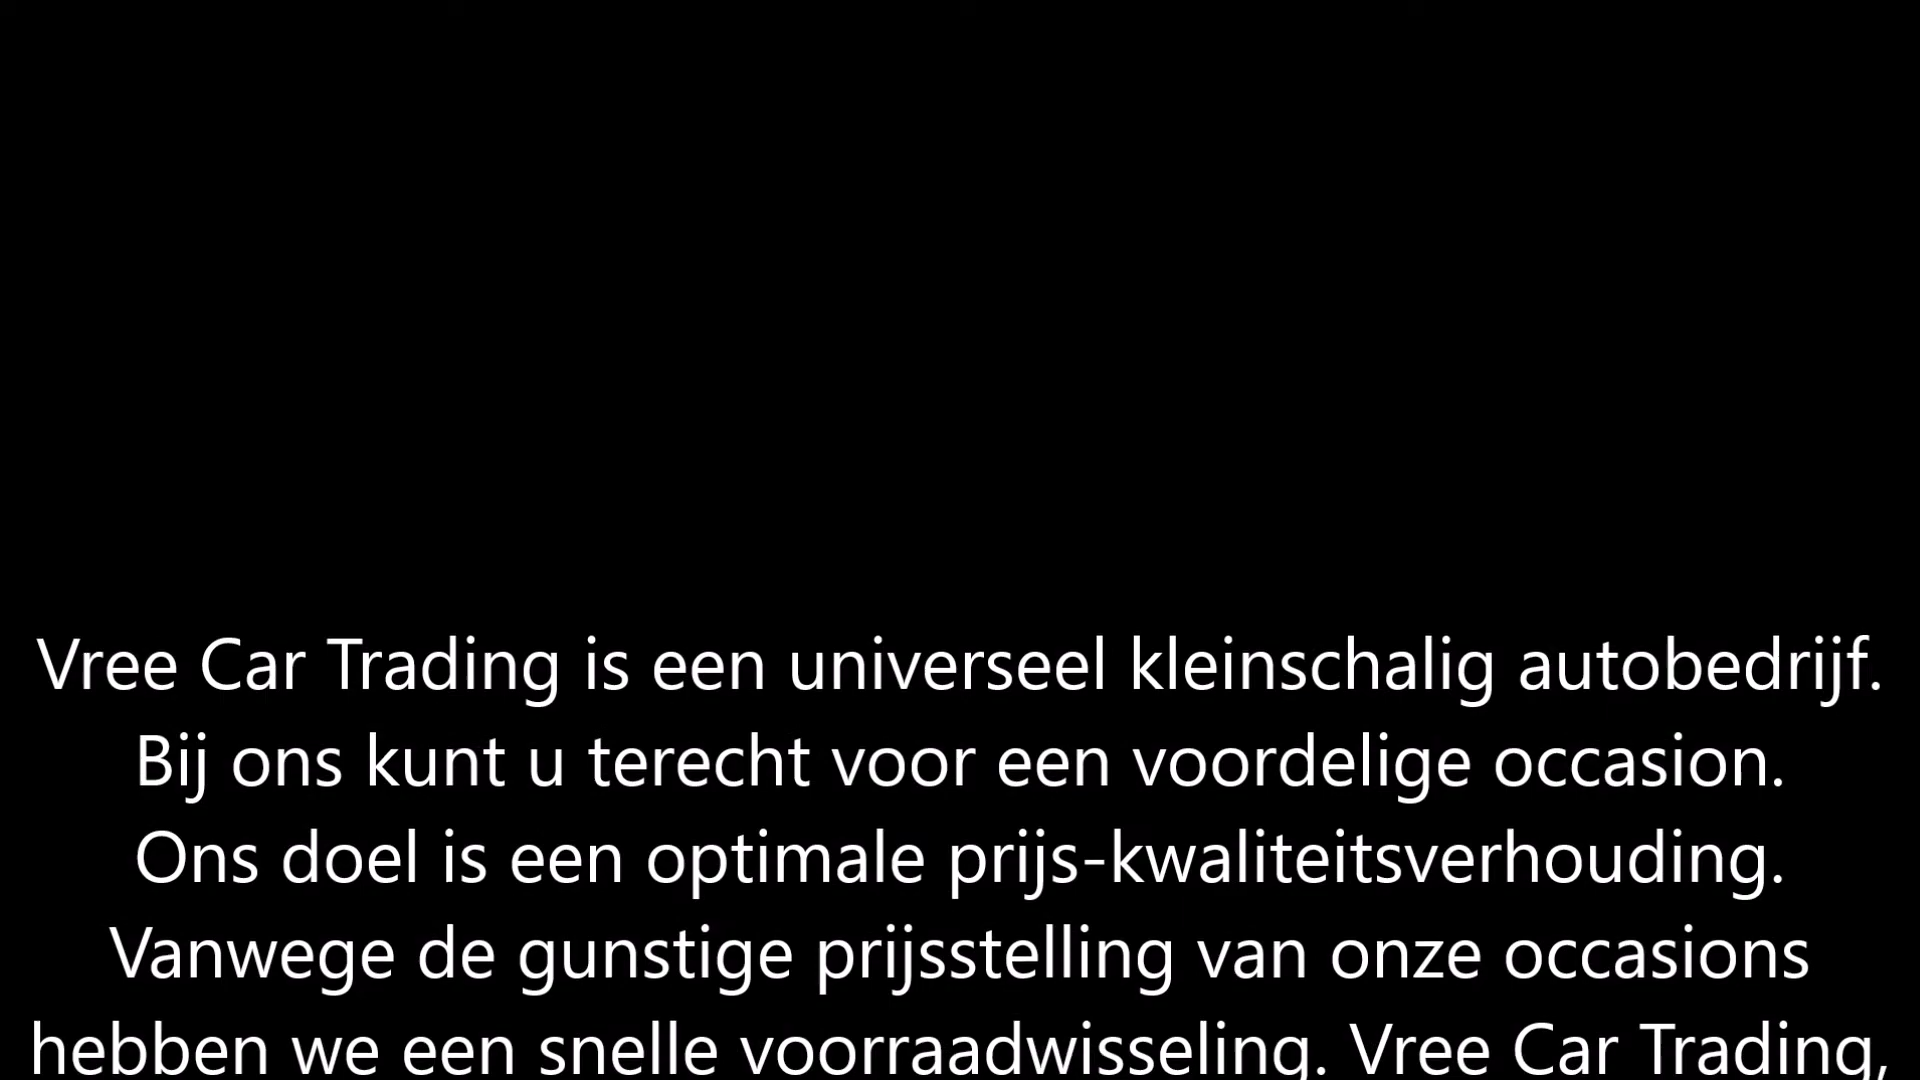 Vree Car Trading is een universeel kleinschalig autobedrijf.
Bij ons kunt u terecht voor een voordelige occasion.
Ons doel is een optimale prijs-kwaliteitsverhouding.
Vanwege de gunstige prijsstelling van onze occasions
hebben we een snelle voorraadwisseling. Vree Car Trading,